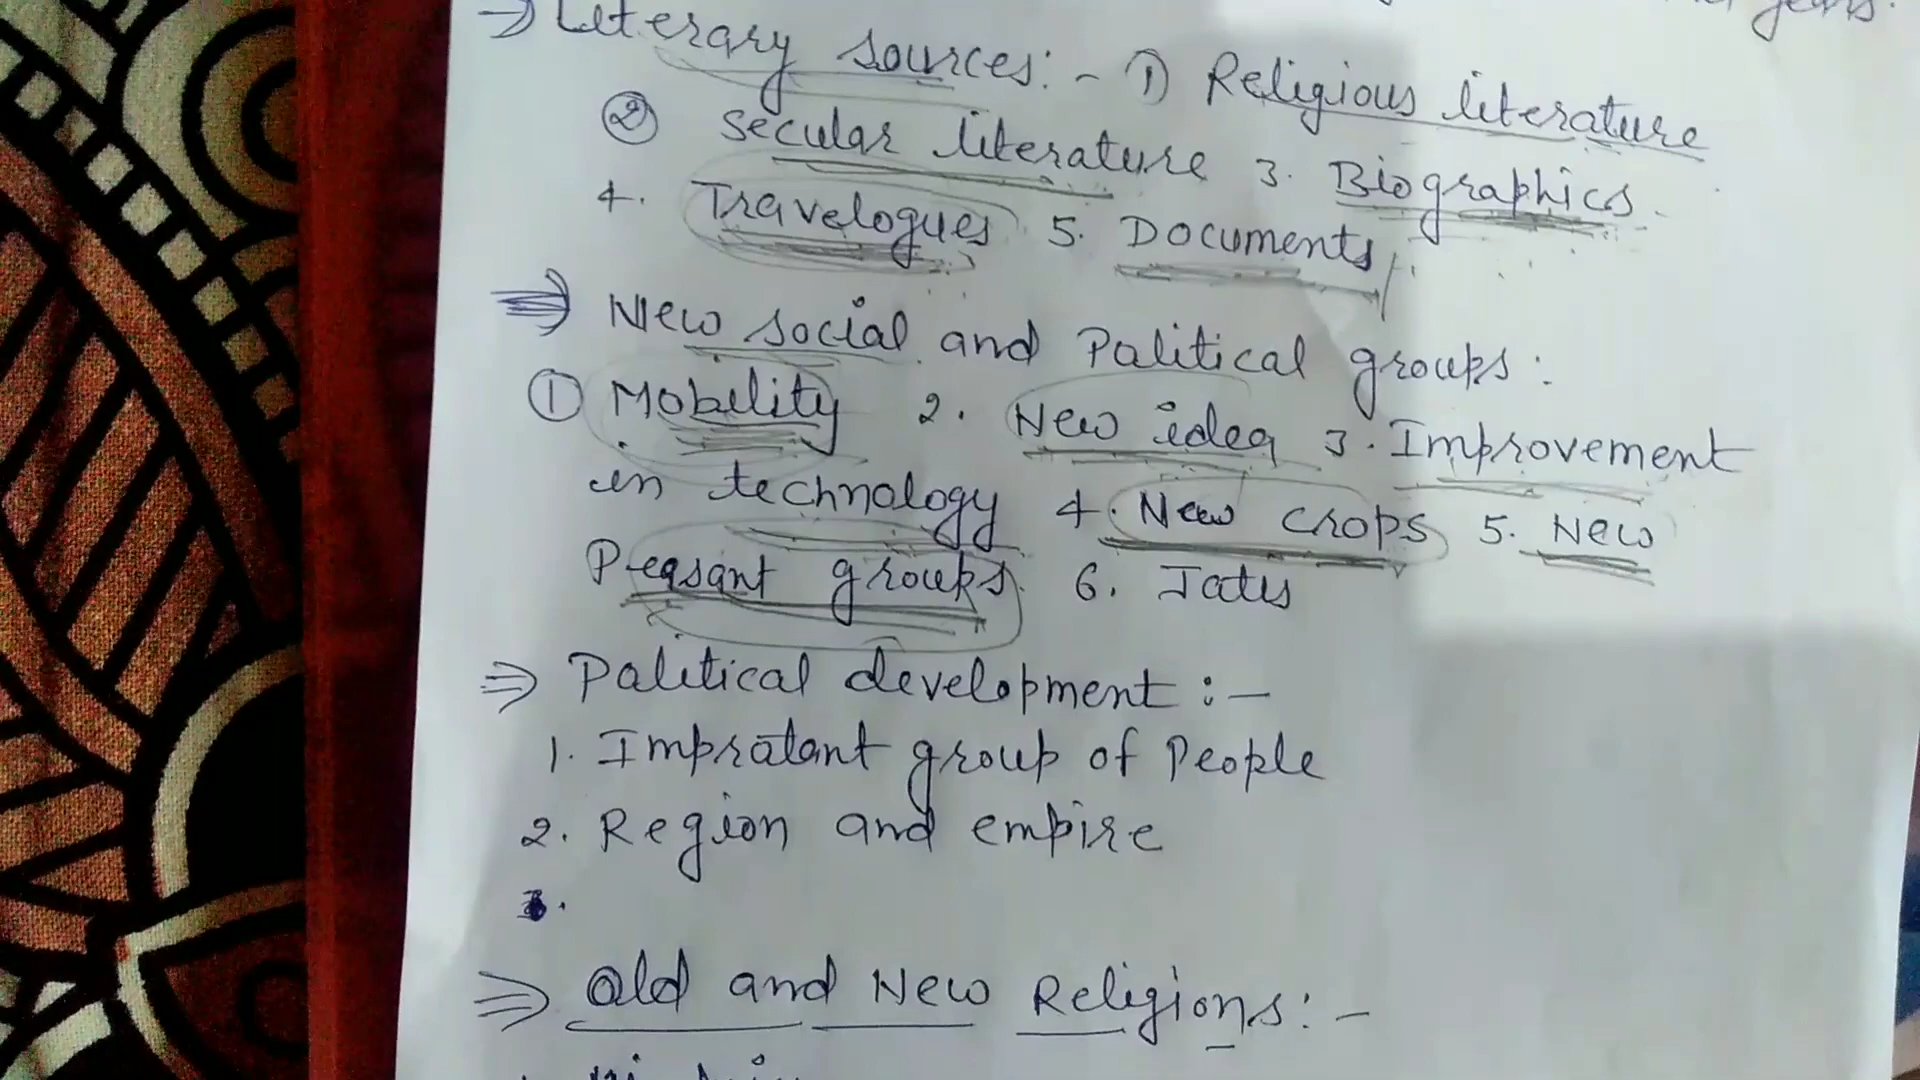 → Literary sources:- 1) Religious literature
② secular literature 3. Biographics.
4. Travelogues 5. Documents
⇒ New social and Palitical groups:
① Mobility 2. New idea 3. Improvement
in technology 4. New crops 5. New
Peasant groups. 6. Jatis
⇒ Palitical development :-
1. Impratant group of People
2. Region and empire
3.
⇒ Old and New Religions:-